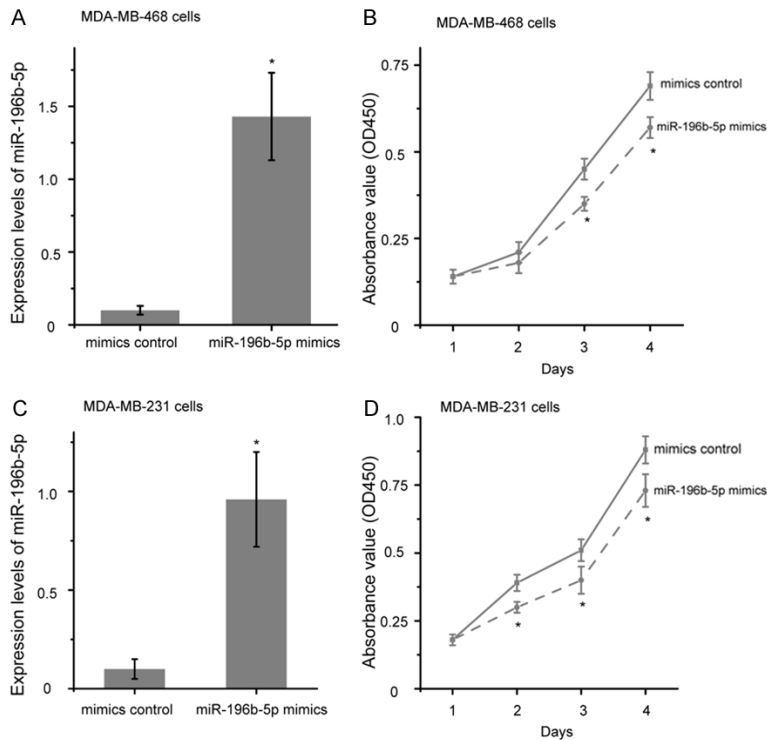 A
MDA-MB-468 cells
Expression levels of miR-196b-5p
1.5
1.0
0.5
0
*
mimics control
miR-196b-5p mimics
B
MDA-MB-468 cells
Absorbance value (OD450)
0.75
0.5
0.25
0
mimics control
miR-196b-5p mimics
*
*
1 2 3 4
Days
C
MDA-MB-231 cells
Expression levels of miR-196b-5p
1.0
0.5
0
*
mimics control
miR-196b-5p mimics
D
MDA-MB-231 cells
Absorbance value (OD450)
1.0
0.75
0.5
0.25
0
mimics control
miR-196b-5p mimics
*
*
*
1 2 3 4
Days